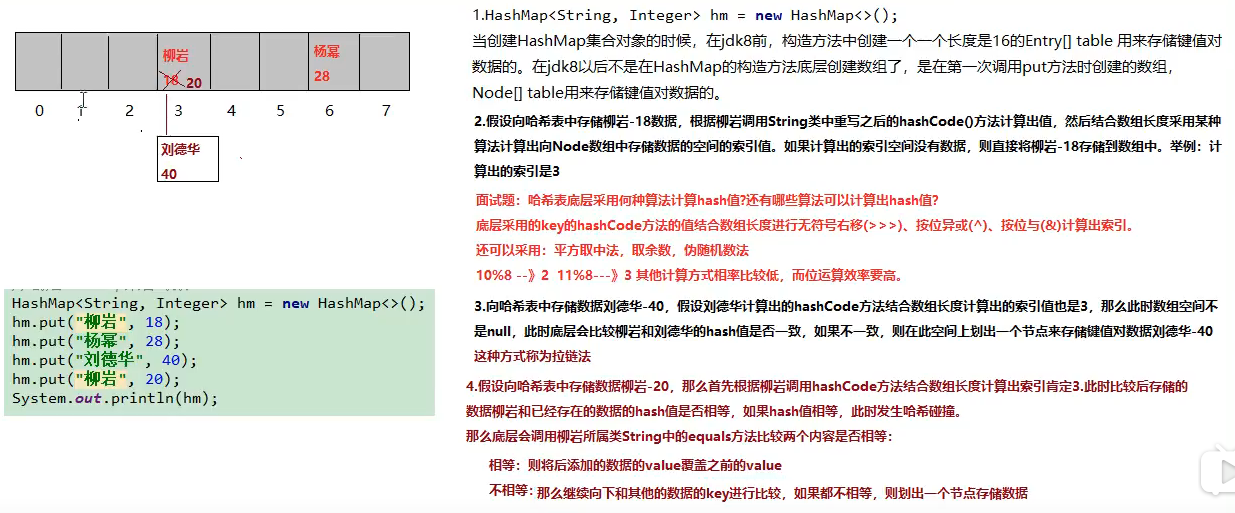 柳岩
18 20
杨幂
28
0 1 2 3 4 5 6 7
刘德华
40
HashMap<String, Integer> hm = new HashMap<>();
hm.put("柳岩", 18);
hm.put("杨幂", 28);
hm.put("刘德华", 40);
hm.put("柳岩", 20);
System.out.println(hm);
1.HashMap<String, Integer> hm = new HashMap<>();
当创建HashMap集合对象的时候，在jdk8前，构造方法中创建一个一个长度是16的Entry[] table 用来存储键值对
数据的。在jdk8以后不是在HashMap的构造方法底层创建数组了，是在第一次调用put方法时创建的数组，
Node[] table用来存储键值对数据的。
2.假设向哈希表中存储柳岩-18数据，根据柳岩调用String类中重写之后的hashCode()方法计算出值，然后结合数组长度采用某种
算法计算出向Node数组中存储数据的空间的索引值。如果计算出的索引空间没有数据，则直接将柳岩-18存储到数组中。举例：计
算出的索引是3
面试题：哈希表底层采用何种算法计算hash值?还有哪些算法可以计算出hash值?
底层采用的key的hashCode方法的值结合数组长度进行无符号右移(>>>)、按位异或(^)、按位与(&)计算出索引。
还可以采用：平方取中法，取余数，伪随机数法
10%8 --》2 11%8---》3 其他计算方式相率比较低，而位运算效率要高。
3.向哈希表中存储数据刘德华-40，假设刘德华计算出的hashCode方法结合数组长度计算出的索引值也是3，那么此时数组空间不
是null，此时底层会比较柳岩和刘德华的hash值是否一致，如果不一致，则在此空间上划出一个节点来存储键值对数据刘德华-40
这种方式称为拉链法
4.假设向哈希表中存储数据柳岩-20，那么首先根据柳岩调用hashCode方法结合数组长度计算出索引肯定3.此时比较后存储的
数据柳岩和已经存在的数据的hash值是否相等，如果hash值相等，此时发生哈希碰撞。
那么底层会调用柳岩所属类String中的equals方法比较两个内容是否相等：
相等：则将后添加的数据的value覆盖之前的value
不相等：那么继续向下和其他的数据的key进行比较，如果都不相等，则划出一个节点存储数据